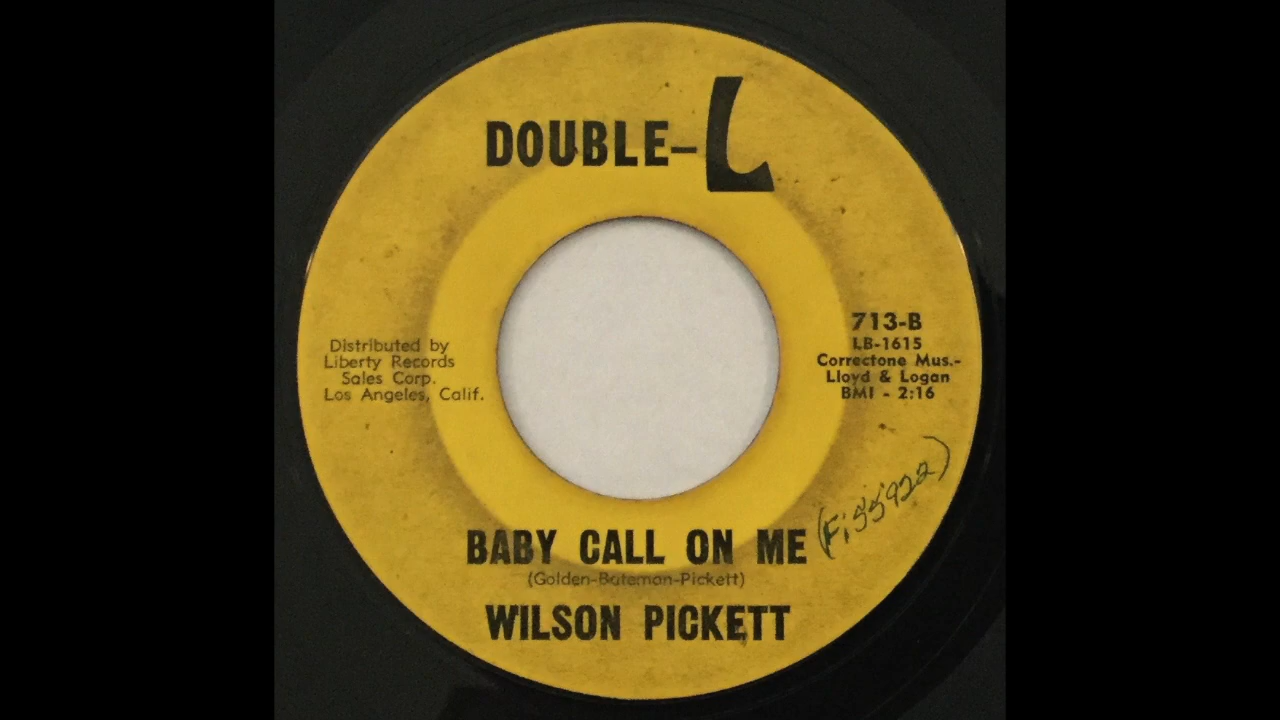 DOUBLE-L
713-B
LB-1615
Correctone Mus.-
Lloyd & Logan
BMI - 2:16
Distributed by
Liberty Records
Sales Corp.
Los Angeles, Calif.
(F;55922)
BABY CALL ON ME
(Golden-Bateman-Pickett)
WILSON PICKETT